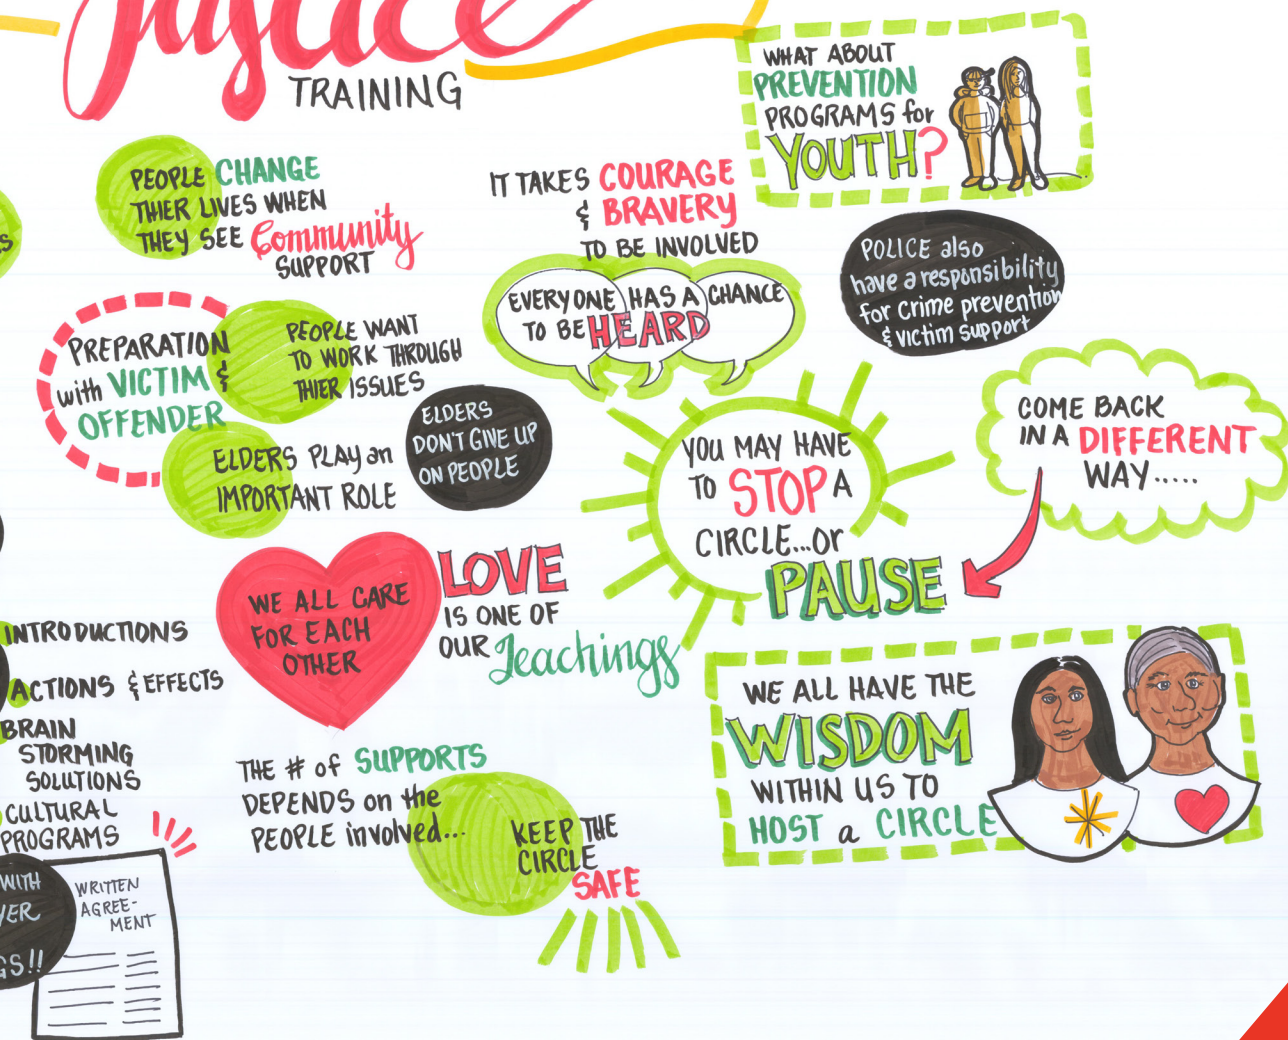 Justice
TRAINING
WHAT ABOUT
PREVENTION
PROGRAMS for
YOUTH?
PEOPLE CHANGE
THIER LIVES WHEN
THEY SEE Community
SUPPORT
IT TAKES COURAGE
& BRAVERY
TO BE INVOLVED
EVERYONE HAS A CHANCE
TO BE HEARD
POLICE also
have a responsibility
for crime prevention
& victim support
PREPARATION
with VICTIM &
OFFENDER
PEOPLE WANT
TO WORK THROUGH
THIER ISSUES
ELDERS PLAY an
IMPORTANT ROLE
ELDERS
DON'T GIVE UP
ON PEOPLE
YOU MAY HAVE
TO STOP A
CIRCLE...Or
PAUSE
COME BACK
IN A DIFFERENT
WAY.....
WE ALL CARE
FOR EACH
OTHER
LOVE
IS ONE OF
OUR Teachings
INTRODUCTIONS
ACTIONS & EFFECTS
BRAIN
STORMING
SOLUTIONS
CULTURAL
PROGRAMS
WITH
WRITTEN
AGREE-
MENT
THE # of SUPPORTS
DEPENDS on the
PEOPLE involved...
KEEP THE
CIRCLE
SAFE
WE ALL HAVE THE
WISDOM
WITHIN US TO
HOST a CIRCLE